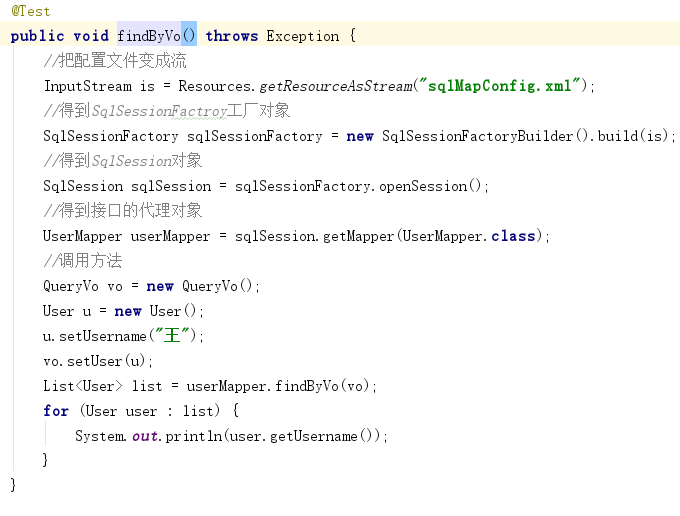 @Test
public void findByVo() throws Exception {
//把配置文件变成流
InputStream is = Resources.getResourceAsStream("sqlMapConfig.xml");
//得到SqlSessionFactroy工厂对象
SqlSessionFactory sqlSessionFactory = new SqlSessionFactoryBuilder().build(is);
//得到SqlSession对象
SqlSession sqlSession = sqlSessionFactory.openSession();
//得到接口的代理对象
UserMapper userMapper = sqlSession.getMapper(UserMapper.class);
//调用方法
QueryVo vo = new QueryVo();
User u = new User();
u.setUsername("王");
vo.setUser(u);
List<User> list = userMapper.findByVo(vo);
for (User user : list) {
System.out.println(user.getUsername());
}
}